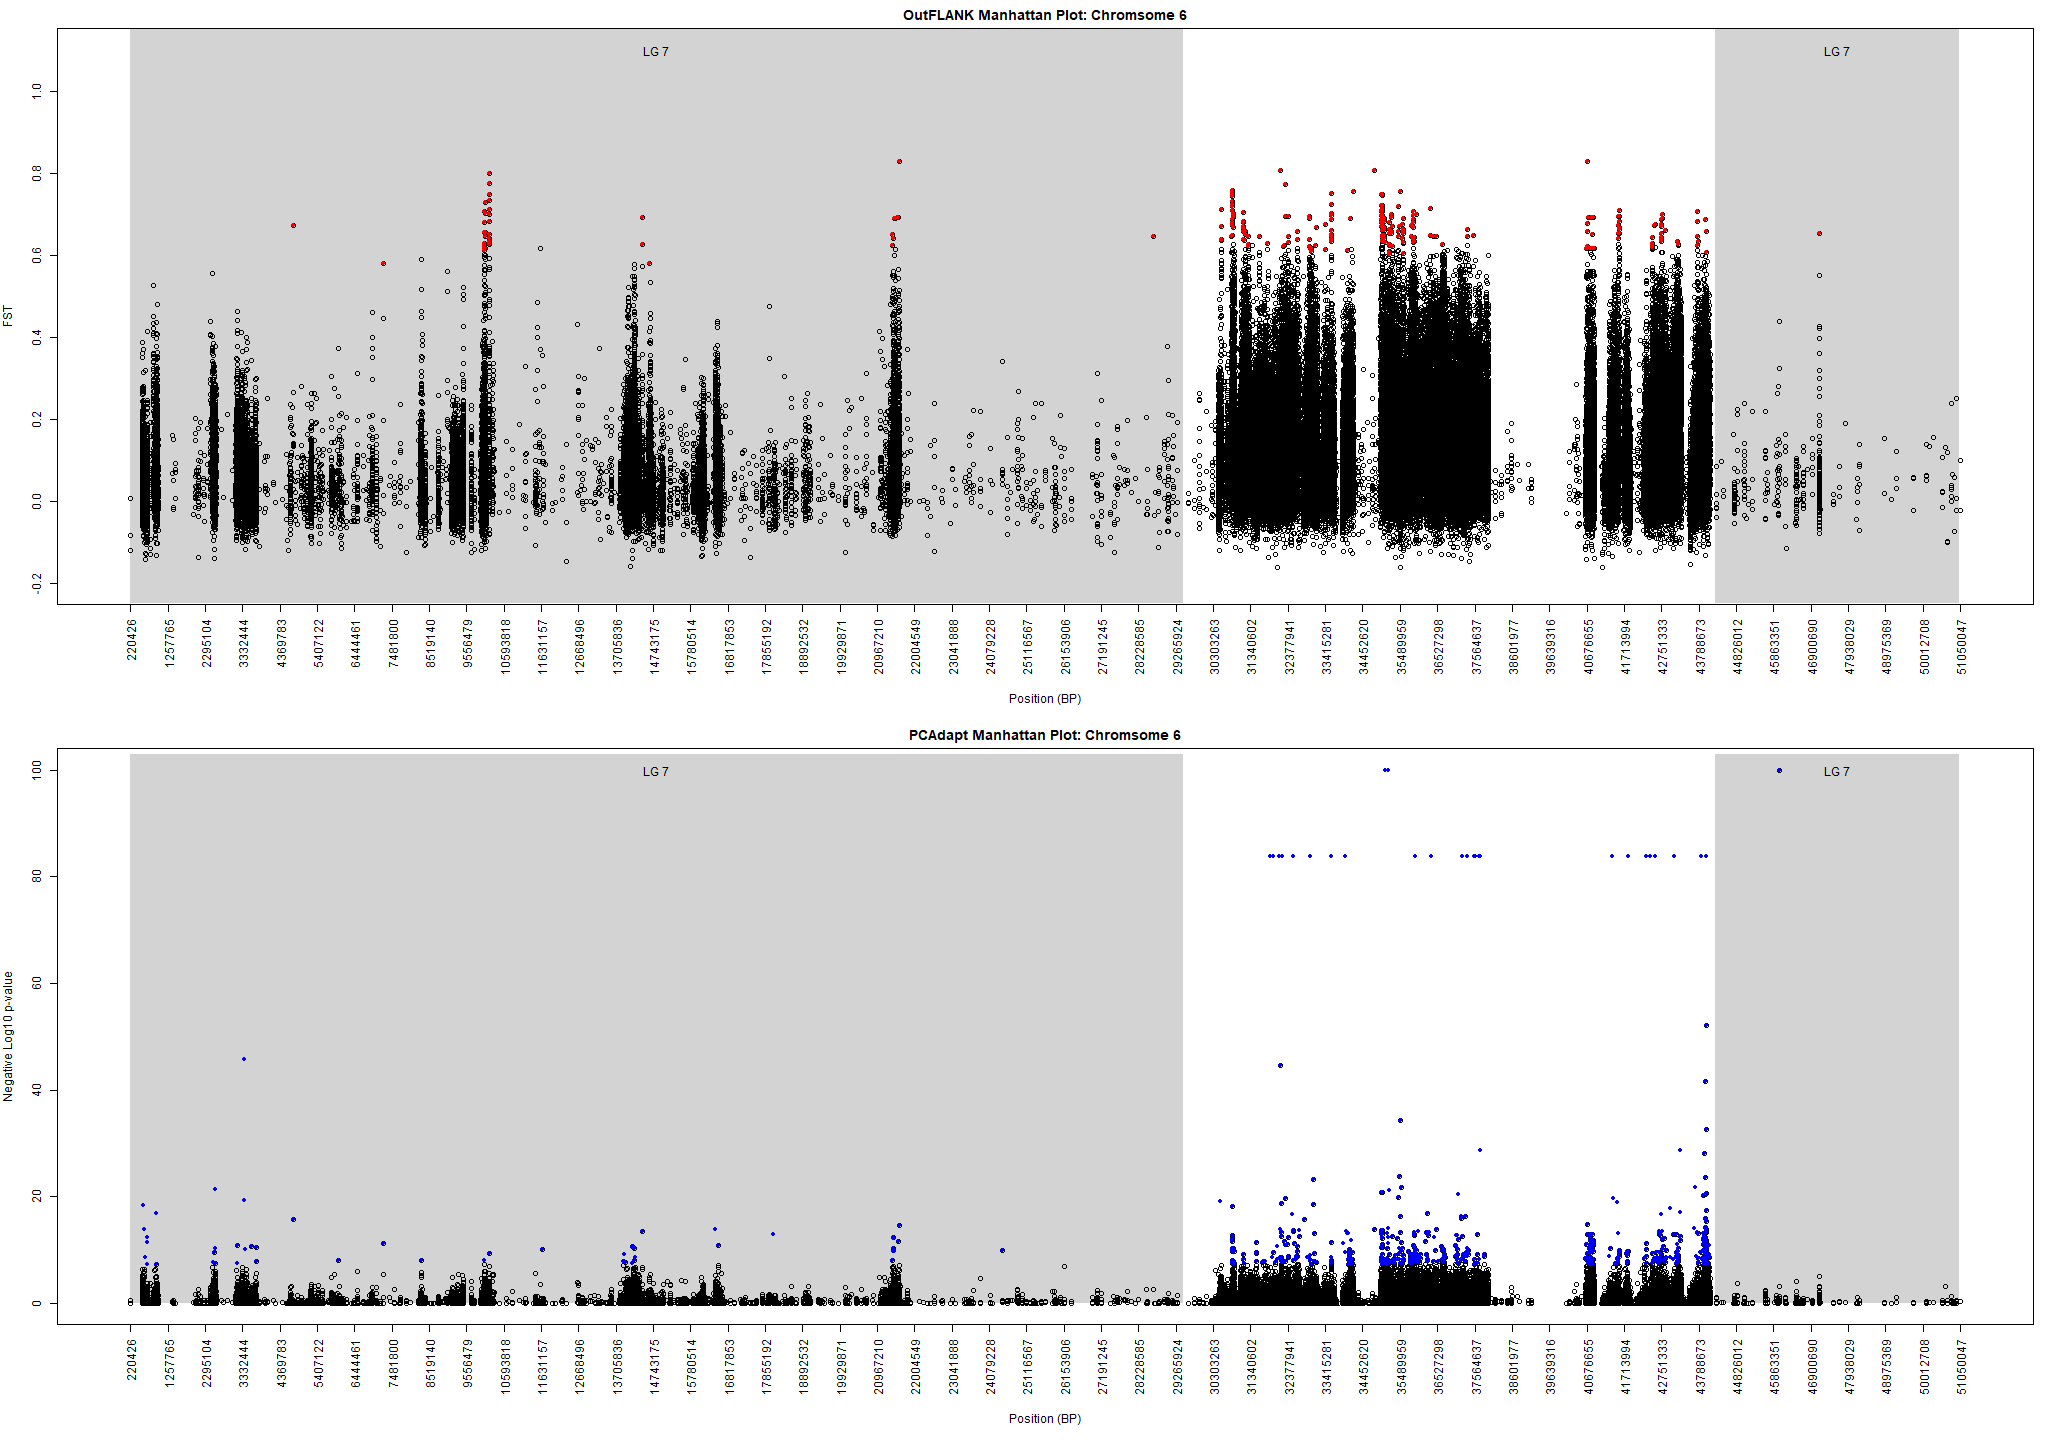 OutFLANK Manhattan Plot: Chromsome 6
LG 7 LG 7
FST
1.0
0.8
0.6
0.4
0.2
0.0
-0.2
220426 1257765 2295104 3332444 4369783 5407122 6444461 7481800 8519140 9556479 10593818 11631157 12668496 13705836 14743175 15780514 16817853 17855192 18892532 19929871 20967210 22004549 23041888 24079228 25116567 26153906 27191245 28228585 29265924 30303263 31340602 32377941 33415281 34452620 35489959 36527298 37564637 38601977 39639316 40676655 41713994 42751333 43788673 44826012 45863351 46900690 47938029 48975369 50012708 51050047
Position (BP)
PCAdapt Manhattan Plot: Chromsome 6
LG 7 LG 7
Negative Log10 p-value
100
80
60
40
20
0
220426 1257765 2295104 3332444 4369783 5407122 6444461 7481800 8519140 9556479 10593818 11631157 12668496 13705836 14743175 15780514 16817853 17855192 18892532 19929871 20967210 22004549 23041888 24079228 25116567 26153906 27191245 28228585 29265924 30303263 31340602 32377941 33415281 34452620 35489959 36527298 37564637 38601977 39639316 40676655 41713994 42751333 43788673 44826012 45863351 46900690 47938029 48975369 50012708 51050047
Position (BP)